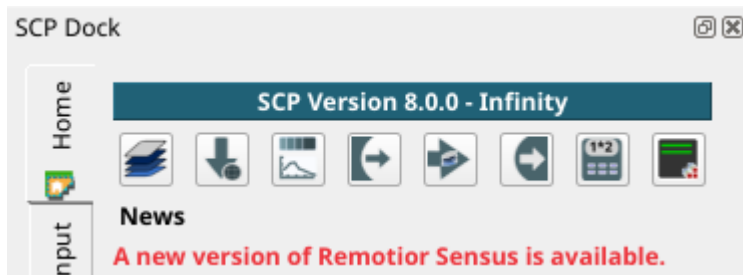 SCP Dock
Home
SCP Version 8.0.0 - Infinity
1*2
News
A new version of Remotior Sensus is available.